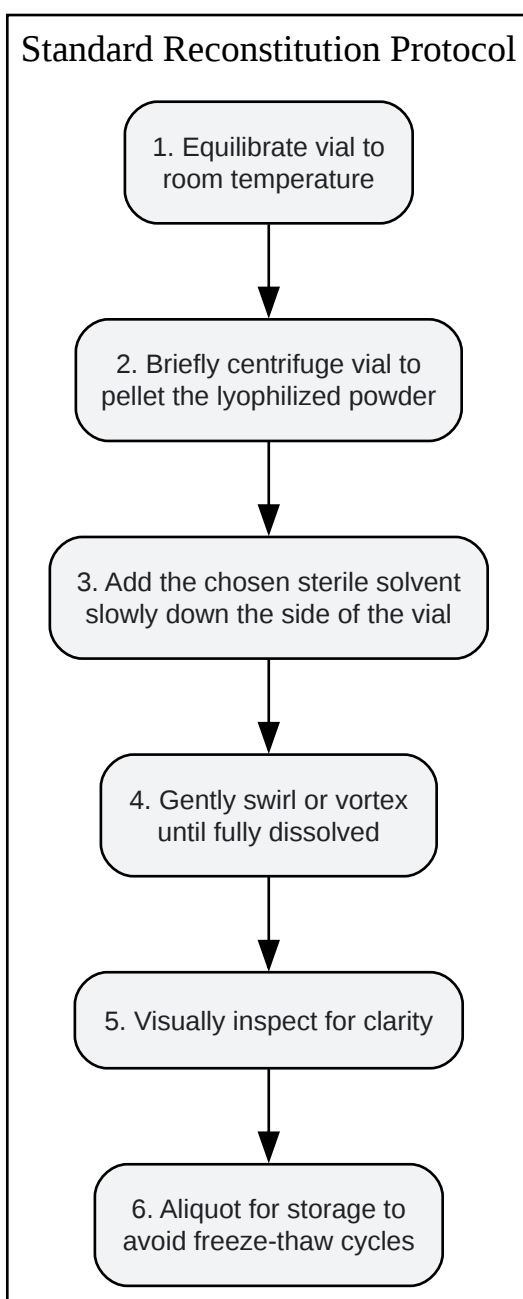 Standard Reconstitution Protocol
1. Equilibrate vial to
room temperature
2. Briefly centrifuge vial to
pellet the lyophilized powder
3. Add the chosen sterile solvent
slowly down the side of the vial
4. Gently swirl or vortex
until fully dissolved
5. Visually inspect for clarity
6. Aliquot for storage to
avoid freeze-thaw cycles